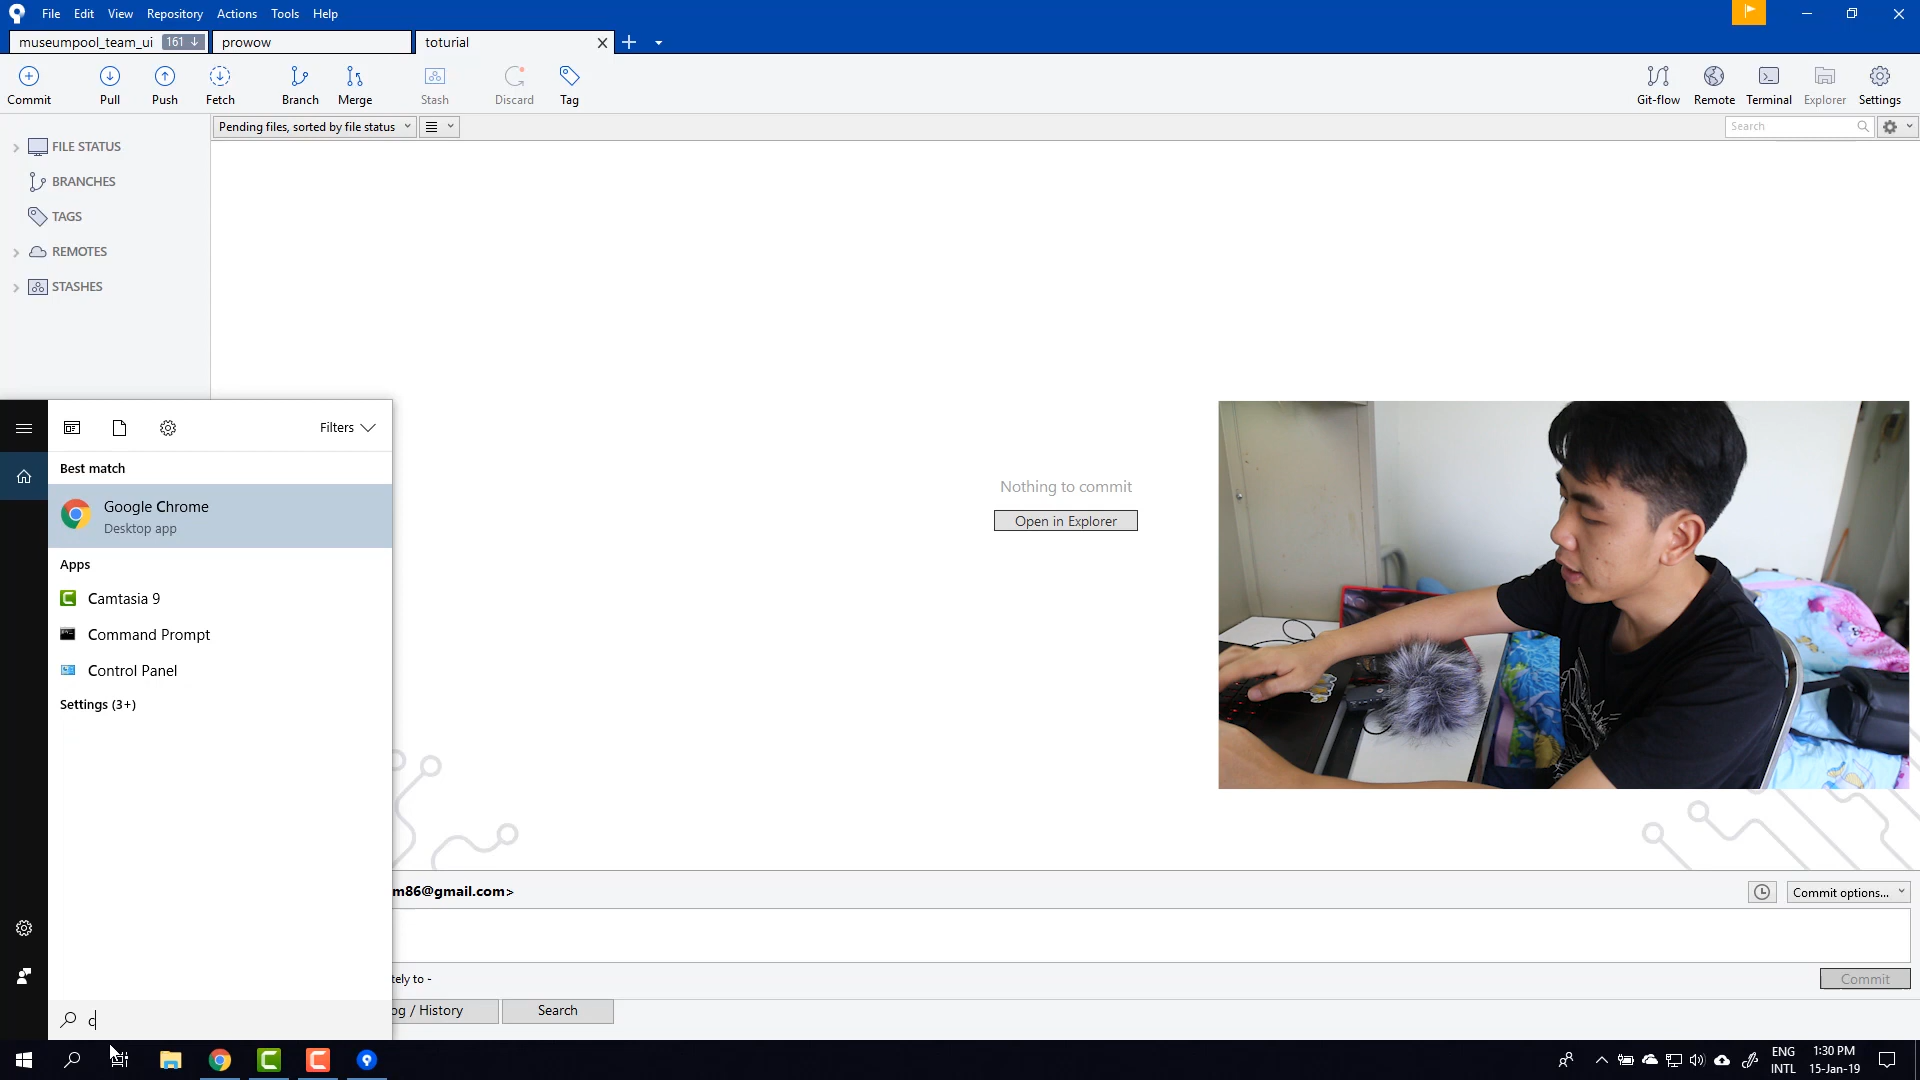 File Edit View Repository Actions Tools Help
museumpool_team_ui 161 prowow toturial
Commit Pull Push Fetch Branch Merge Stash Discard Tag Git-flow Remote Terminal Explorer Settings
Pending files, sorted by file status Search
FILE STATUS
BRANCHES
TAGS
REMOTES
STASHES
Filters
Best match
Google Chrome
Desktop app
Apps
Camtasia 9
Command Prompt
Control Panel
Settings (3+)
Nothing to commit
Open in Explorer
m86@gmail.com>
Commit options...
tely to -
Commit
og / History Search
c
ENG
INTL
1:30 PM
15-Jan-19